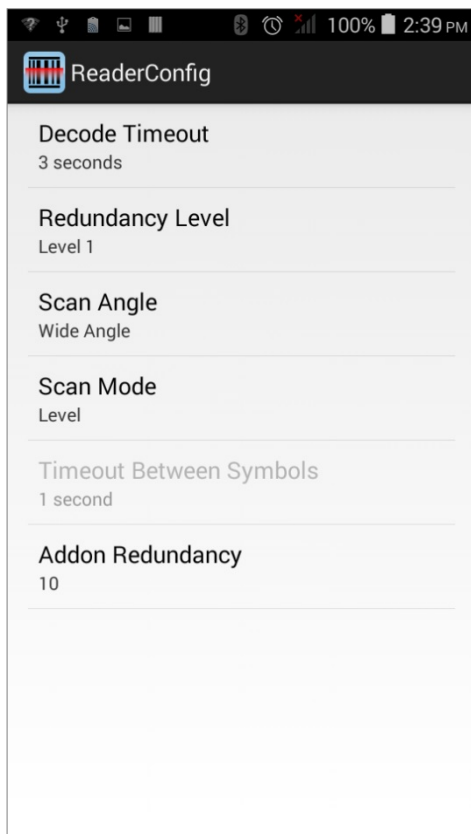 100% 2:39 PM
ReaderConfig
Decode Timeout
3 seconds
Redundancy Level
Level 1
Scan Angle
Wide Angle
Scan Mode
Level
Timeout Between Symbols
1 second
Addon Redundancy
10